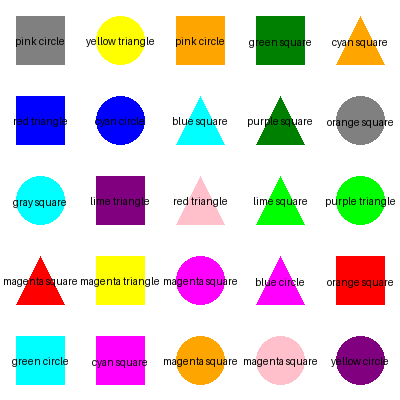 pink circle
yellow triangle
pink circle
green square
cyan square
red triangle
cyan circle
blue square
purple square
orange square
gray square
lime triangle
red triangle
lime square
purple triangle
magenta square
magenta triangle
magenta square
blue circle
orange square
green circle
cyan square
magenta square
magenta square
yellow circle